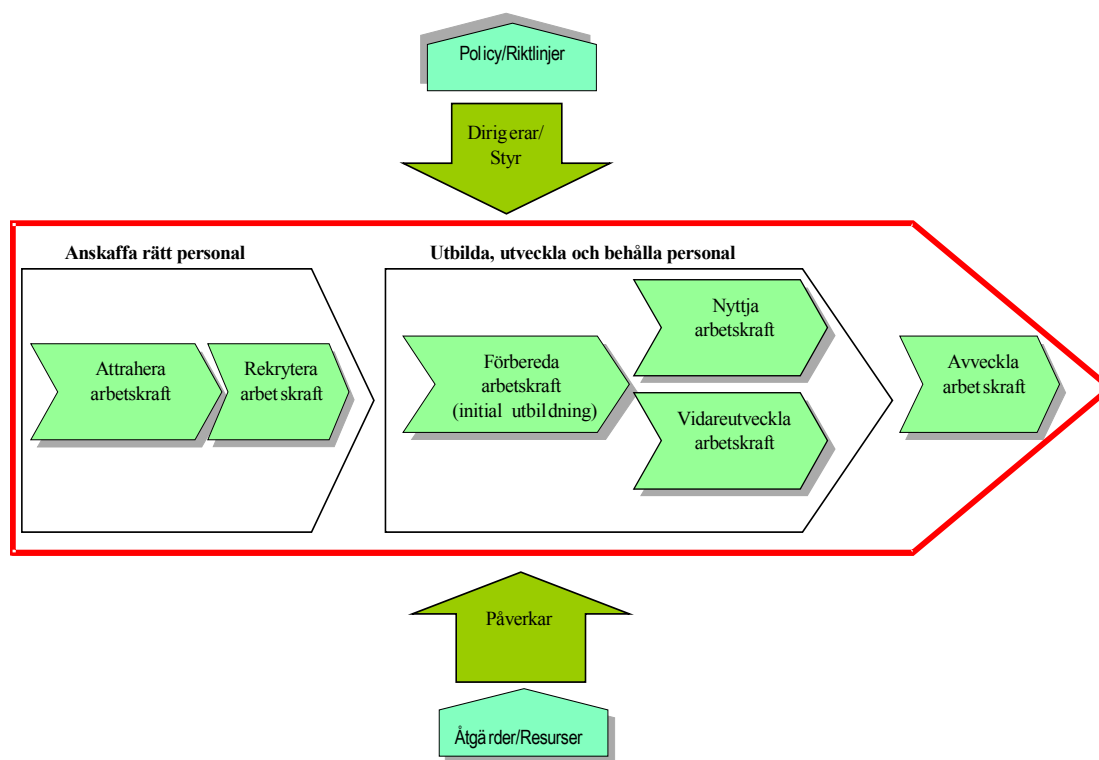 Policy/Riktlinjer
Dirigerar/
Styr
Anskaffa rätt personal
Utbilda, utveckla och behålla personal
Attrahera
arbetskraft
Rekrytera
arbetskraft
Förbereda
arbetskraft
(initial utbildning)
Nyttja
arbetskraft
Vidareutveckla
arbetskraft
Avveckla
arbetskraft
Påverkar
Åtgärder/Resurser